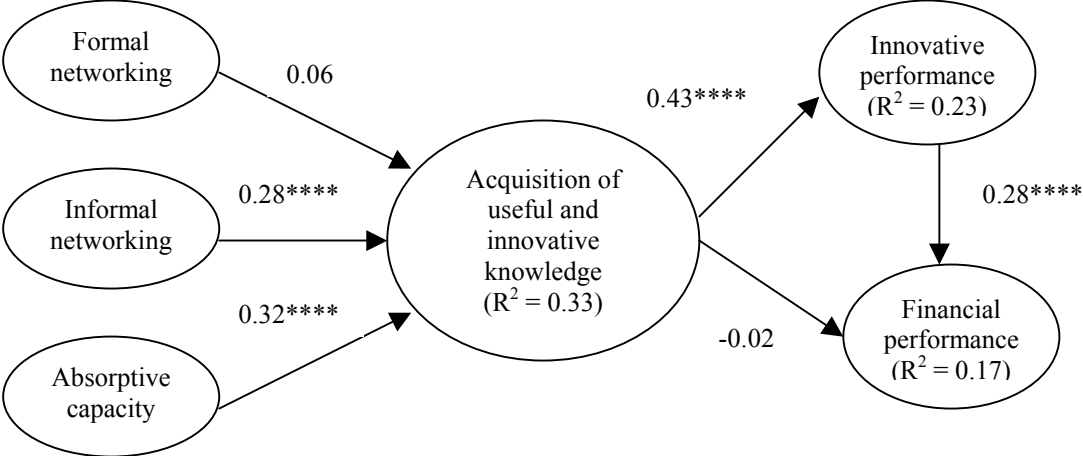 Formal
networking
0.06
Informal
networking
0.28****
Absorptive
capacity
0.32****
Acquisition of
useful and
innovative
knowledge
(R² = 0.33)
0.43****
-0.02
Innovative
performance
(R² = 0.23)
0.28****
Financial
performance
(R² = 0.17)